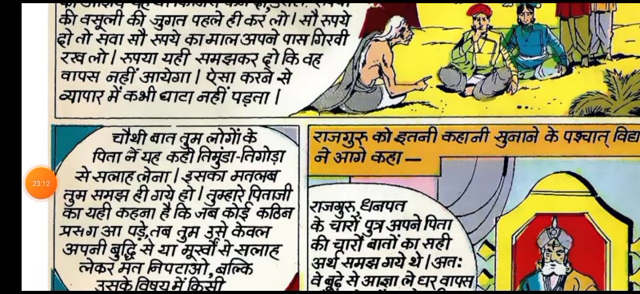 की वसूली की जुगत पहले ही कर लो। सौ रुपये
दो तो सवा सौ रुपये का माल अपने पास गिरवी
रख लो। रुपया यही समझकर दो कि वह
वापस नहीं आयेगा। ऐसा करने से
व्यापार में कभी घाटा नहीं पड़ता।
चौथी बात तुम लोगों के
पिता ने यह कही तिमुंडा-तिगोड़ा
से सलाह लेना। इसका मतलब
तुम समझ ही गये हो। तुम्हारे पिताजी
का यही कहना है कि जब कोई कठिन
प्रसंग आ पड़े, तब तुम उसे केवल
अपनी बुद्धि से या मूर्खों से सलाह
लेकर मत निपटाओ, बल्कि
उसके विषय में किसी
23:12
राजगुरु को इतनी कहानी सुनाने के पश्चात् विद्या
ने आगे कहा —
राजगुरु, धनपत
के चारों पुत्र अपने पिता
की चारों बातों का सही
अर्थ समझ गये थे। अतः
वे बूढ़े से आज्ञा ले घर वापस